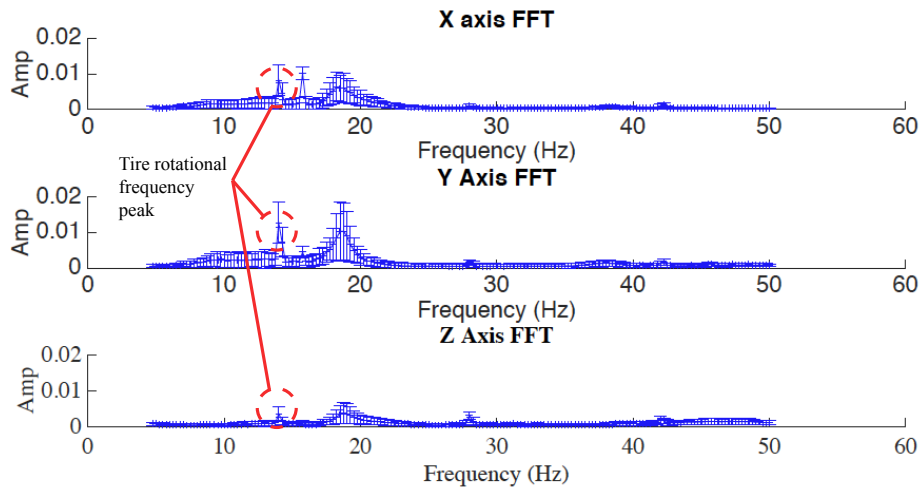 X axis FFT
0.02
0.01
0
Amp
0 10 20 30 40 50 60
Frequency (Hz)
Tire rotational
frequency
peak
Y Axis FFT
0.02
0.01
0
Amp
0 10 20 30 40 50 60
Frequency (Hz)
Z Axis FFT
0.02
0.01
0
Amp
0 10 20 30 40 50 60
Frequency (Hz)